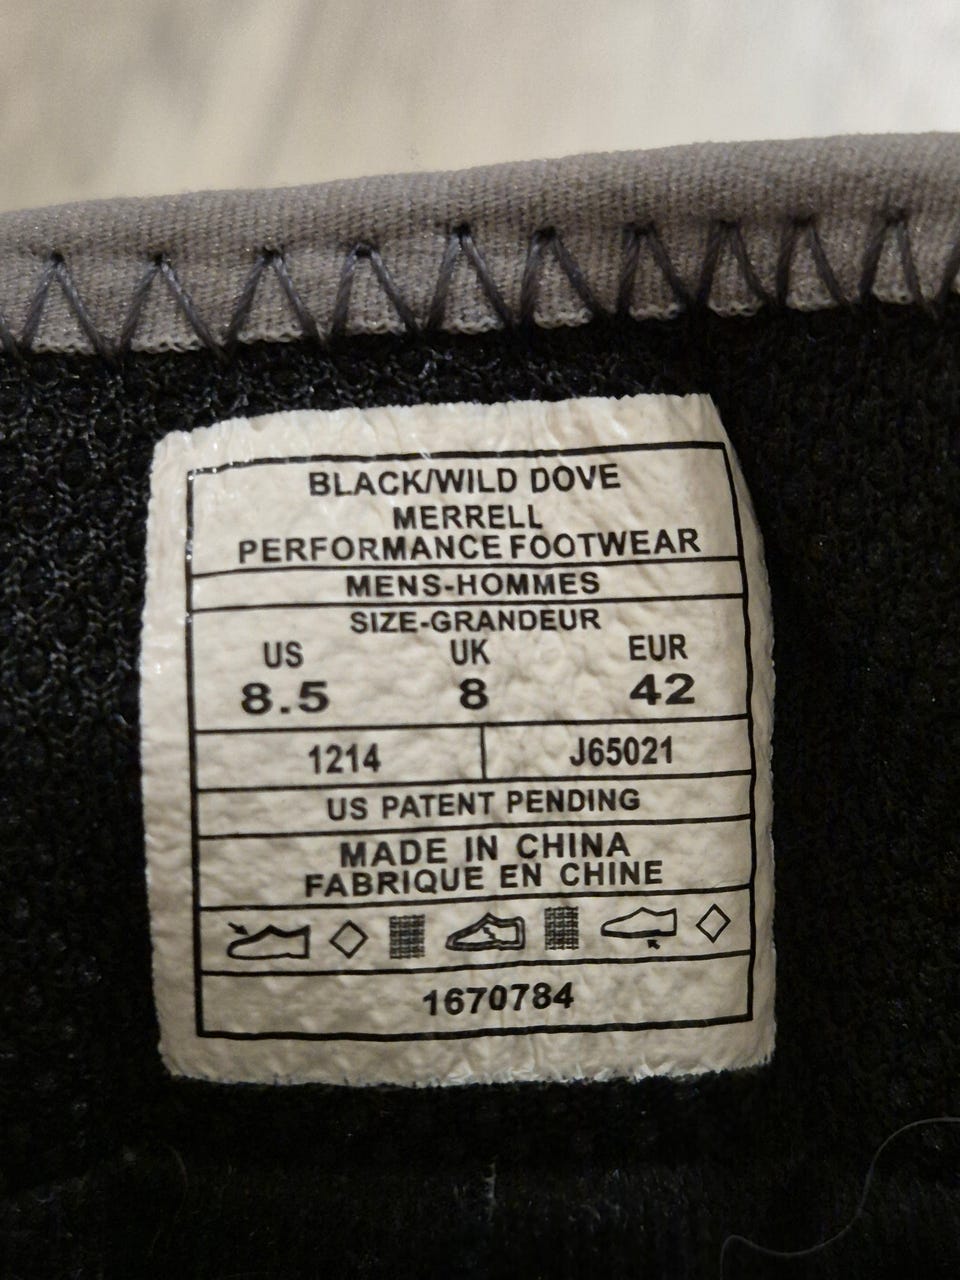 BLACK/WILD DOVE
MERRELL
PERFORMANCE FOOTWEAR
MENS-HOMMES
SIZE-GRANDEUR
US UK EUR
8.5 8 42
1214 J65021
US PATENT PENDING
MADE IN CHINA
FABRIQUE EN CHINE
1670784